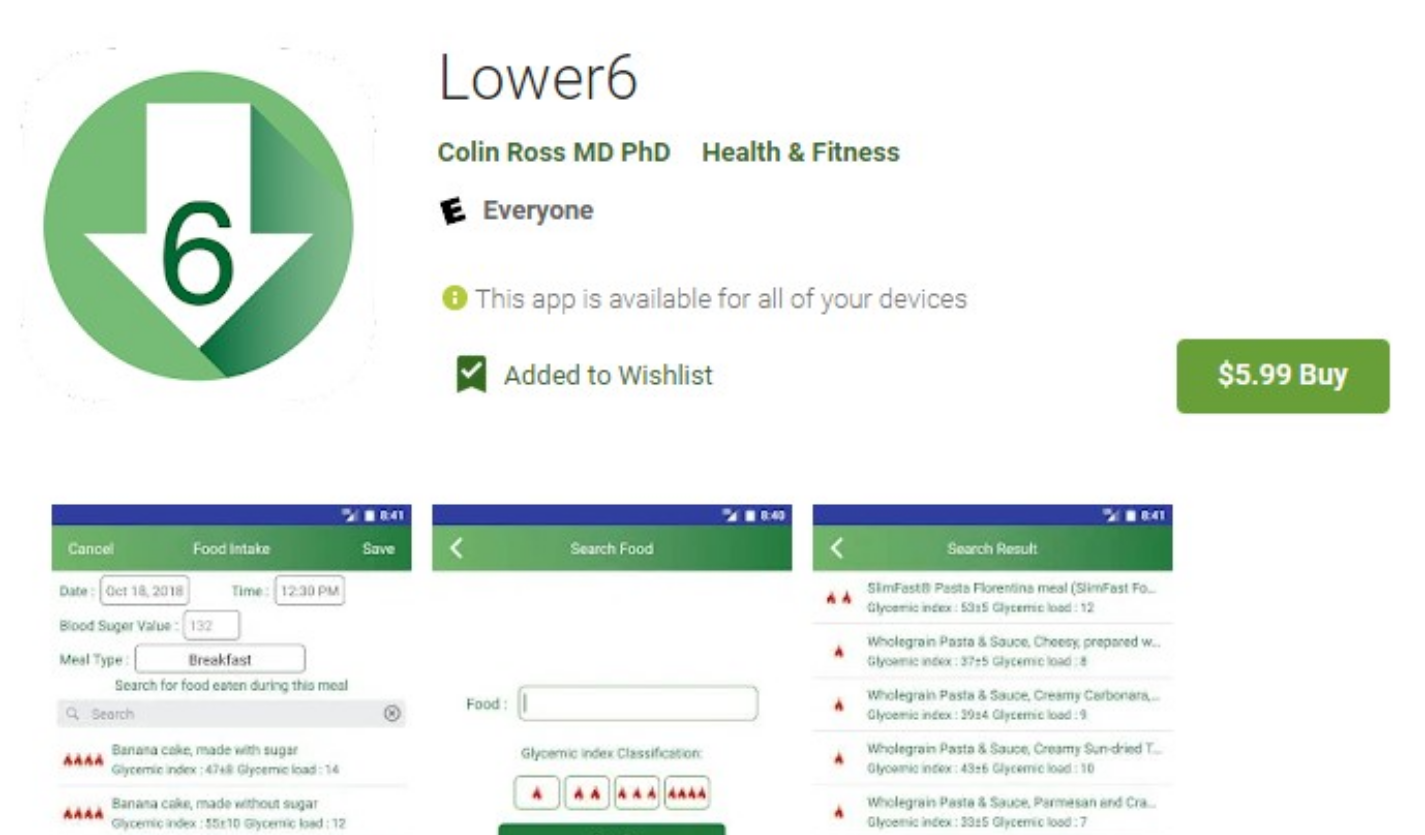 6
Lower6
Colin Ross MD PhD Health & Fitness
E Everyone
This app is available for all of your devices
Added to Wishlist
$5.99 Buy
8:41
Cancel Food Intake Save
Date : Oct 18, 2018 Time : 12:30 PM
Blood Suger Value : 132
Meal Type : Breakfast
Search for food eaten during this meal
Search
Banana cake, made with sugar
Glycemic index : 47±8 Glycemic load : 14
Banana cake, made without sugar
Glycemic index : 55±10 Glycemic load : 12
8:40
Search Food
Food :
Glycemic Index Classification:
8:41
Search Result
SlimFast® Pasta Florentina meal (SlimFast Fo...
Glycemic index : 53±5 Glycemic load : 12
Wholegrain Pasta & Sauce, Cheesy, prepared w...
Glycemic index : 37±5 Glycemic load : 8
Wholegrain Pasta & Sauce, Creamy Carbonara,...
Glycemic index : 39±4 Glycemic load : 9
Wholegrain Pasta & Sauce, Creamy Sun-dried T...
Glycemic index : 43±6 Glycemic load : 10
Wholegrain Pasta & Sauce, Parmesan and Cra...
Glycemic index : 33±5 Glycemic load : 7